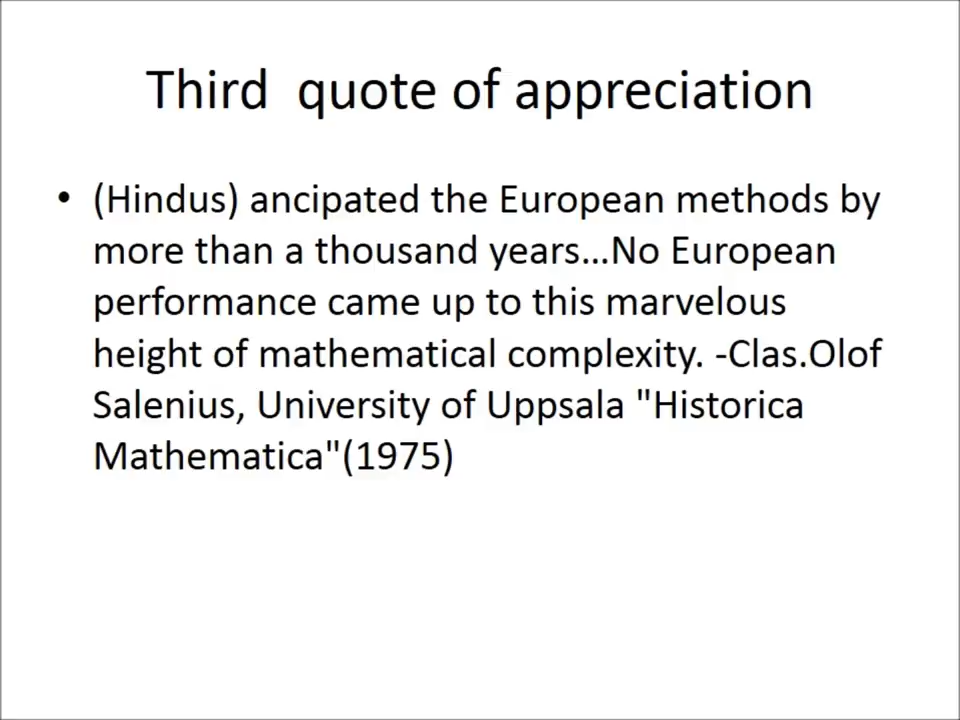 Third  quote of appreciation
• (Hindus) ancipated the European methods by
more than a thousand years...No European
performance came up to this marvelous
height of mathematical complexity. -Clas.Olof
Salenius, University of Uppsala "Historica
Mathematica"(1975)